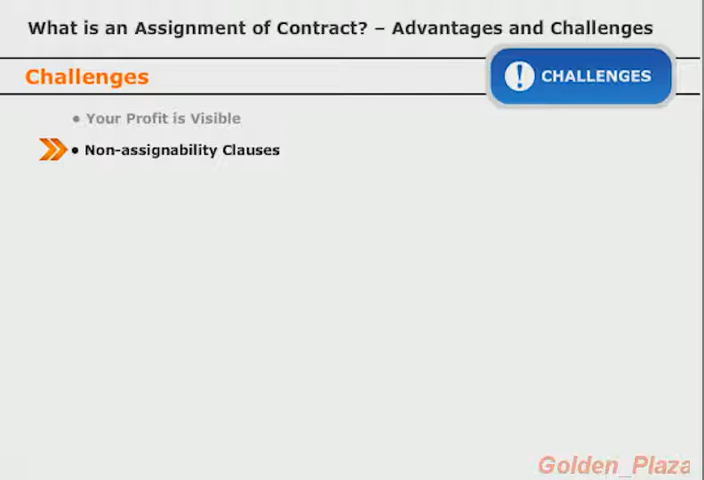 What is an Assignment of Contract? – Advantages and Challenges
Challenges
CHALLENGES
• Your Profit is Visible
• Non-assignability Clauses
Golden_Plaza